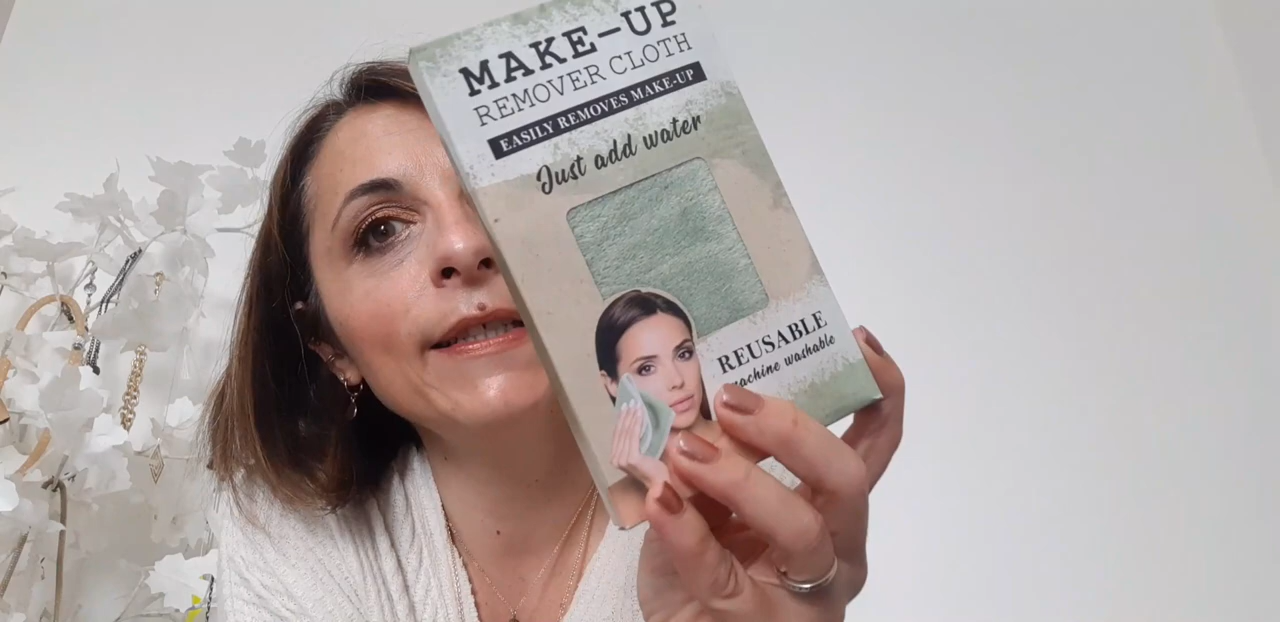 MAKE-UP
REMOVER CLOTH
EASILY REMOVES MAKE-UP
Just add water
REUSABLE
machine washable